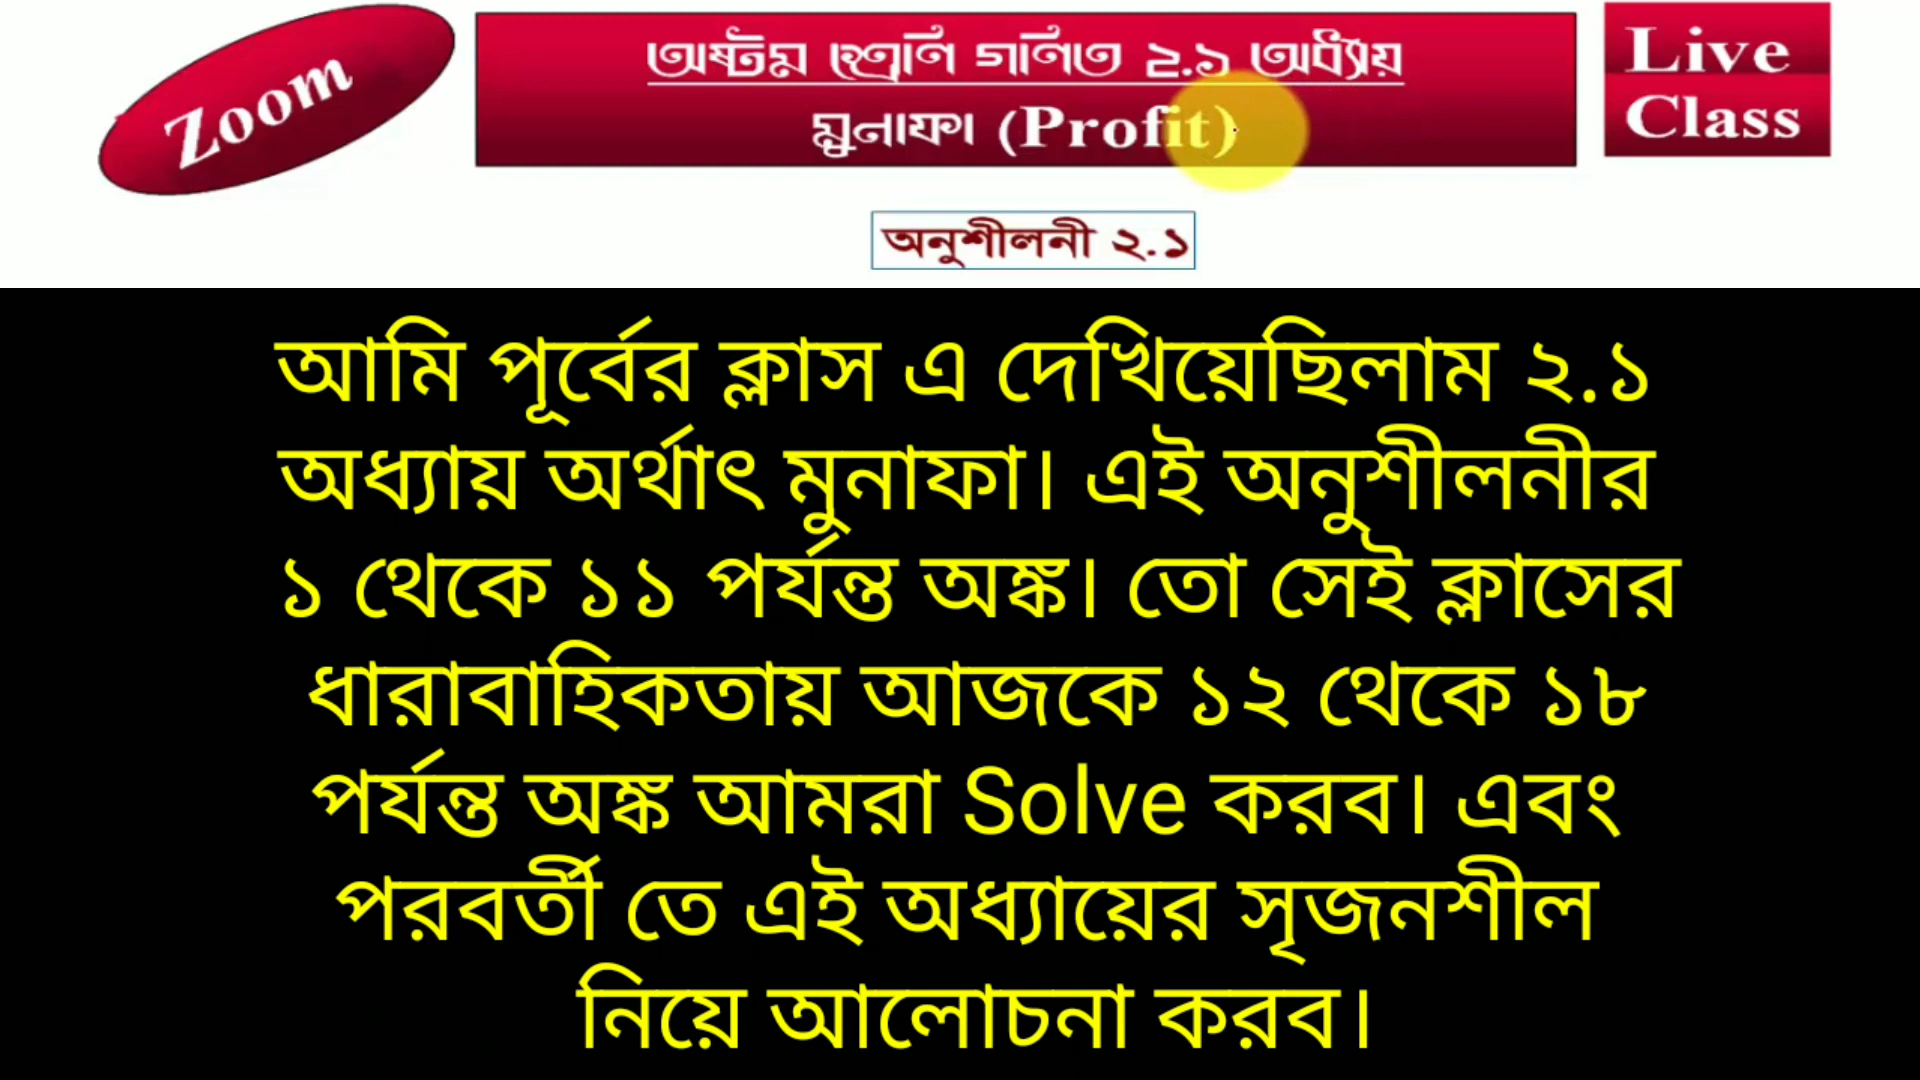 Zoom
অষ্টম শ্রেণি গণিত ২.১ অধ্যায়
মুনাফা (Profit)
Live
Class
অনুশীলনী ২.১
আমি পূর্বের ক্লাস এ দেখিয়েছিলাম ২.১
অধ্যায় অর্থাৎ মুনাফা। এই অনুশীলনীর
১ থেকে ১১ পর্যন্ত অঙ্ক। তো সেই ক্লাসের
ধারাবাহিকতায় আজকে ১২ থেকে ১৮
পর্যন্ত অঙ্ক আমরা Solve করব। এবং
পরবর্তী তে এই অধ্যায়ের সৃজনশীল
নিয়ে আলোচনা করব।